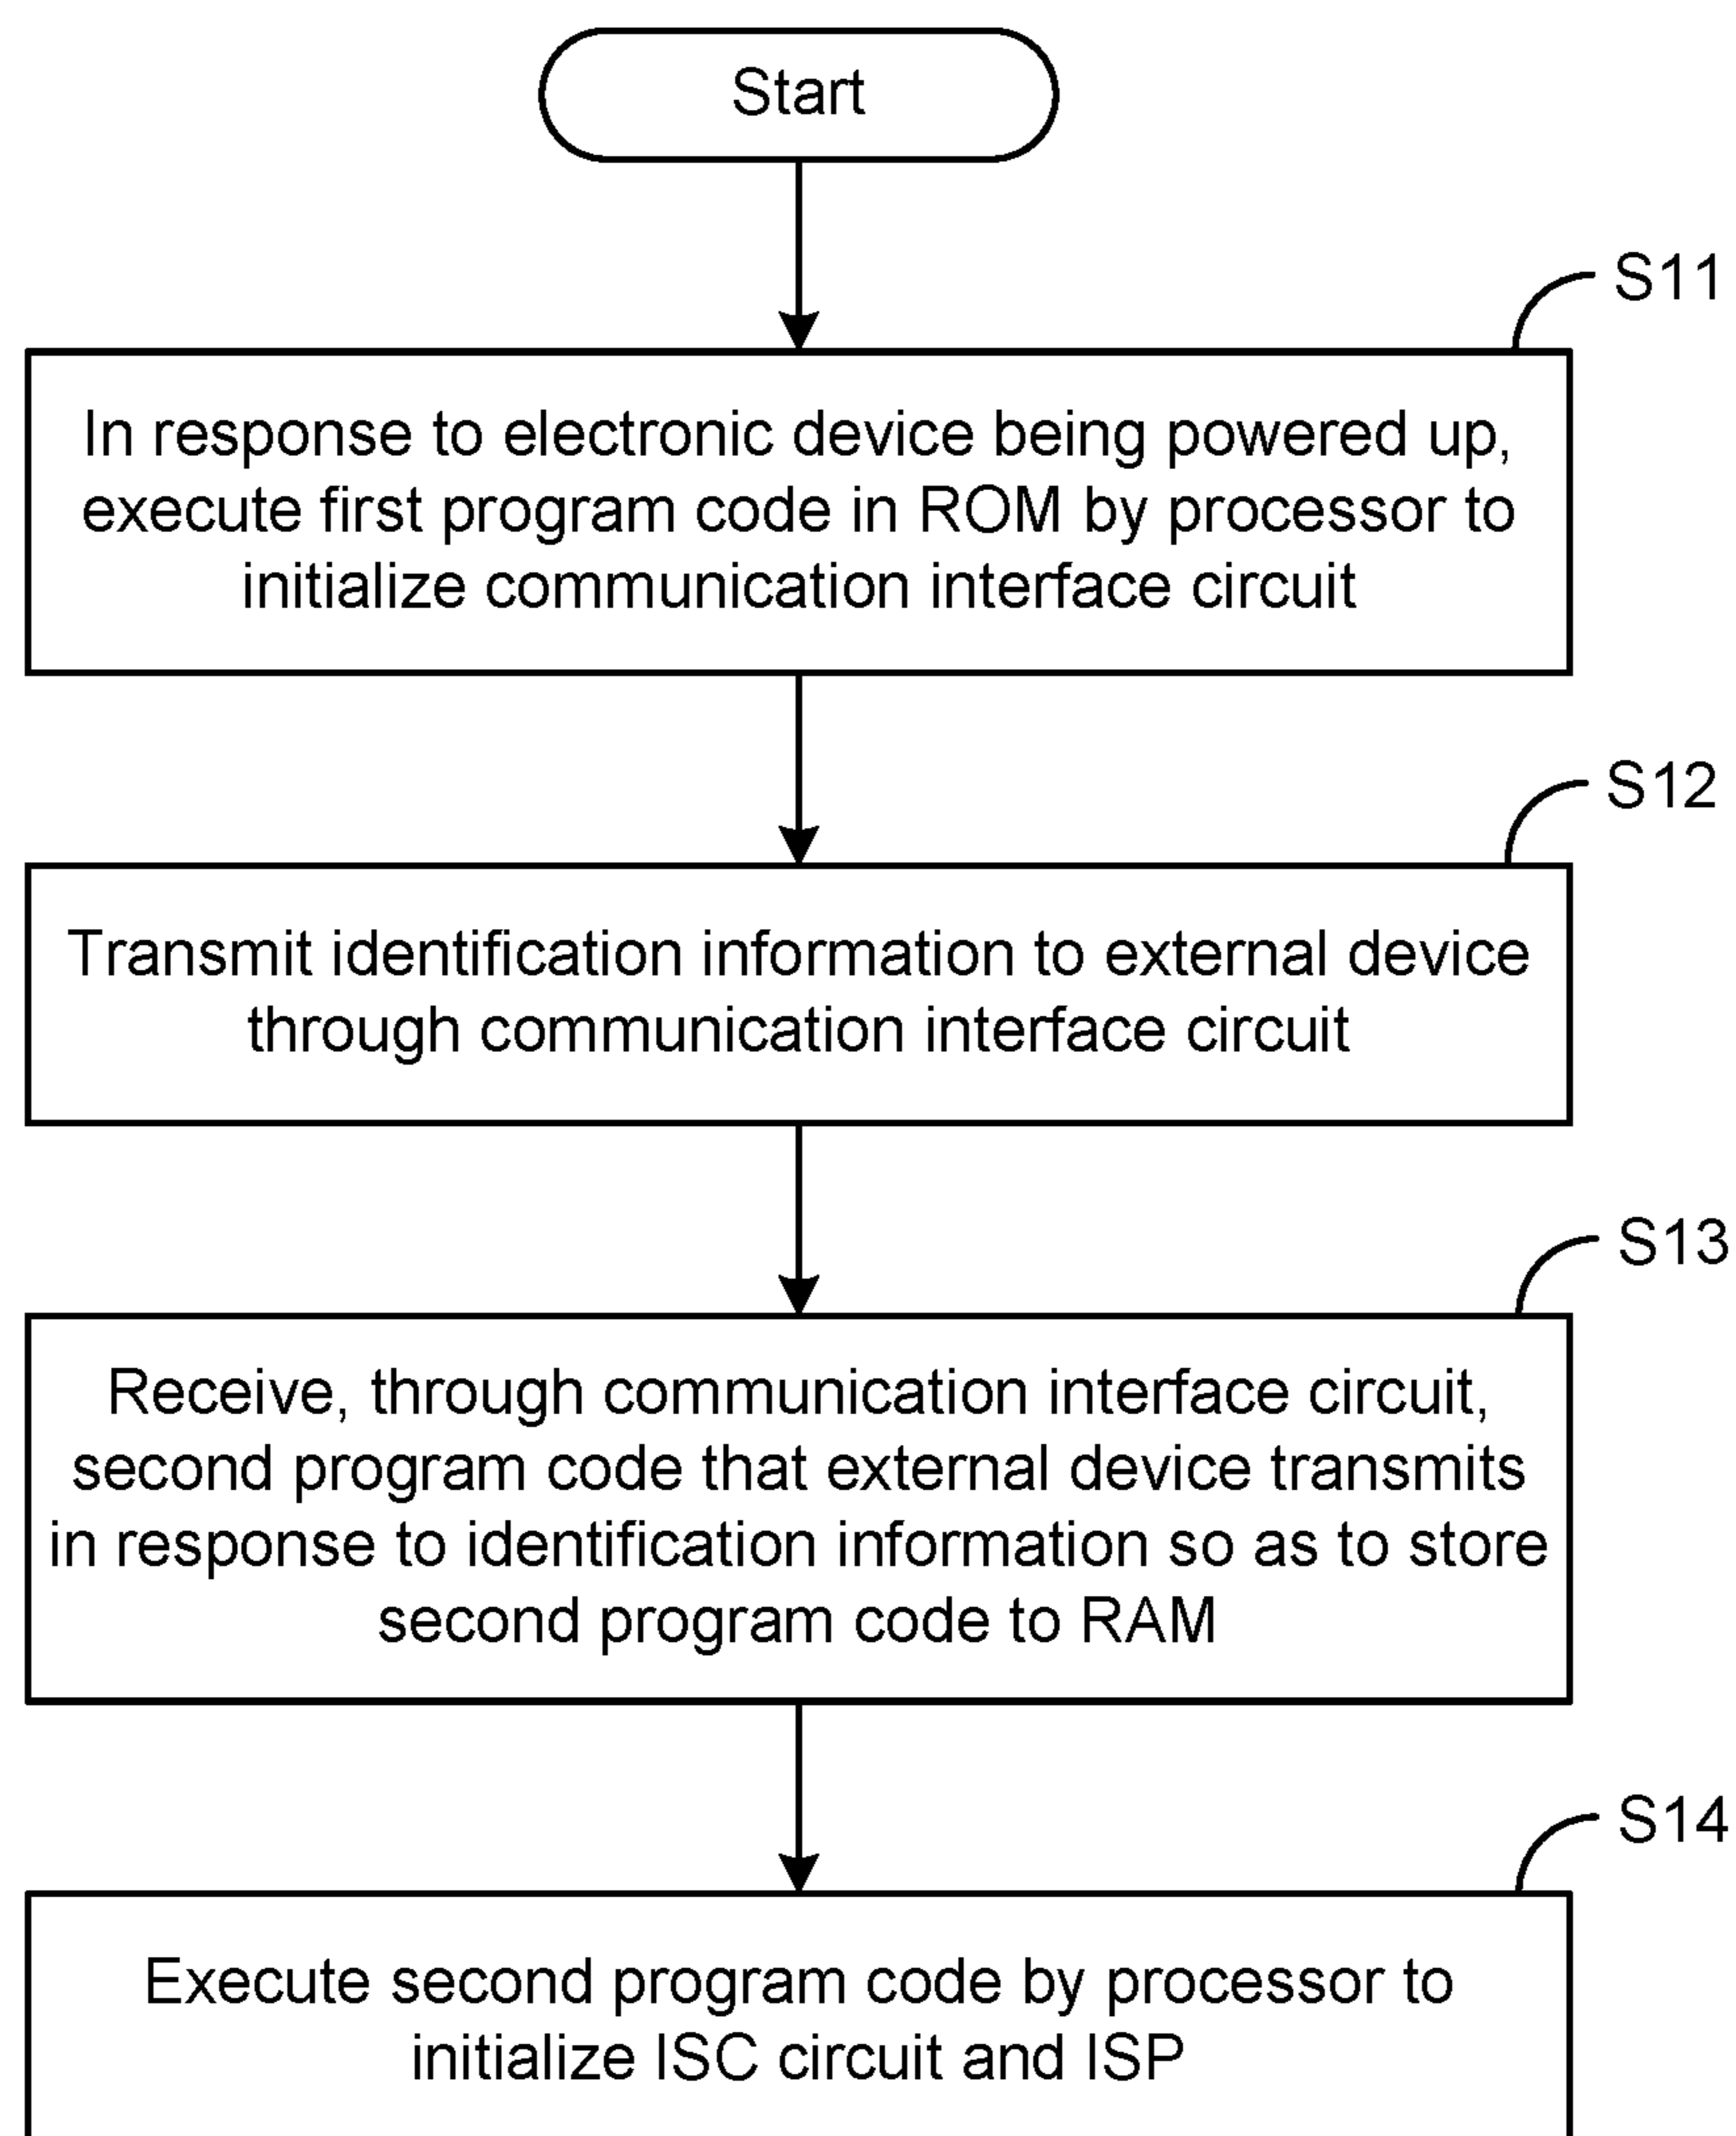 Start
S11
In response to electronic device being powered up,
execute first program code in ROM by processor to
initialize communication interface circuit
S12
Transmit identification information to external device
through communication interface circuit
S13
Receive, through communication interface circuit,
second program code that external device transmits
in response to identification information so as to store
second program code to RAM
S14
Execute second program code by processor to
initialize ISC circuit and ISP